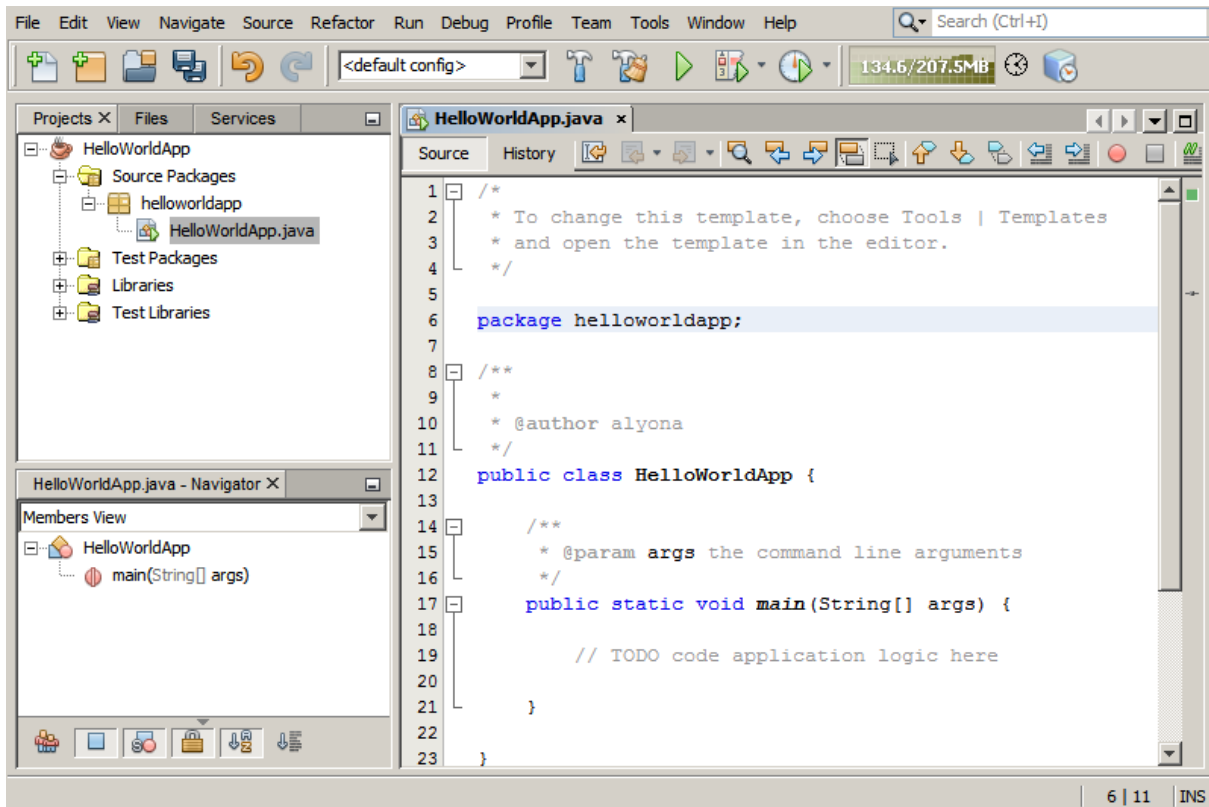 File Edit View Navigate Source Refactor Run Debug Profile Team Tools Window Help Search (Ctrl+I)
<default config> 134.6/207.5MB
Projects Files Services
HelloWorldApp
Source Packages
helloworldapp
HelloWorldApp.java
Test Packages
Libraries
Test Libraries
HelloWorldApp.java - Navigator
Members View
HelloWorldApp
main(String[] args)
HelloWorldApp.java
Source History
1 /*
2  * To change this template, choose Tools | Templates
3  * and open the template in the editor.
4  */
5
6 package helloworldapp;
7
8 /**
9  *
10  * @author alyona
11  */
12 public class HelloWorldApp {
13
14     /**
15      * @param args the command line arguments
16      */
17     public static void main(String[] args) {
18
19         // TODO code application logic here
20
21     }
22
23 }
6 | 11 INS